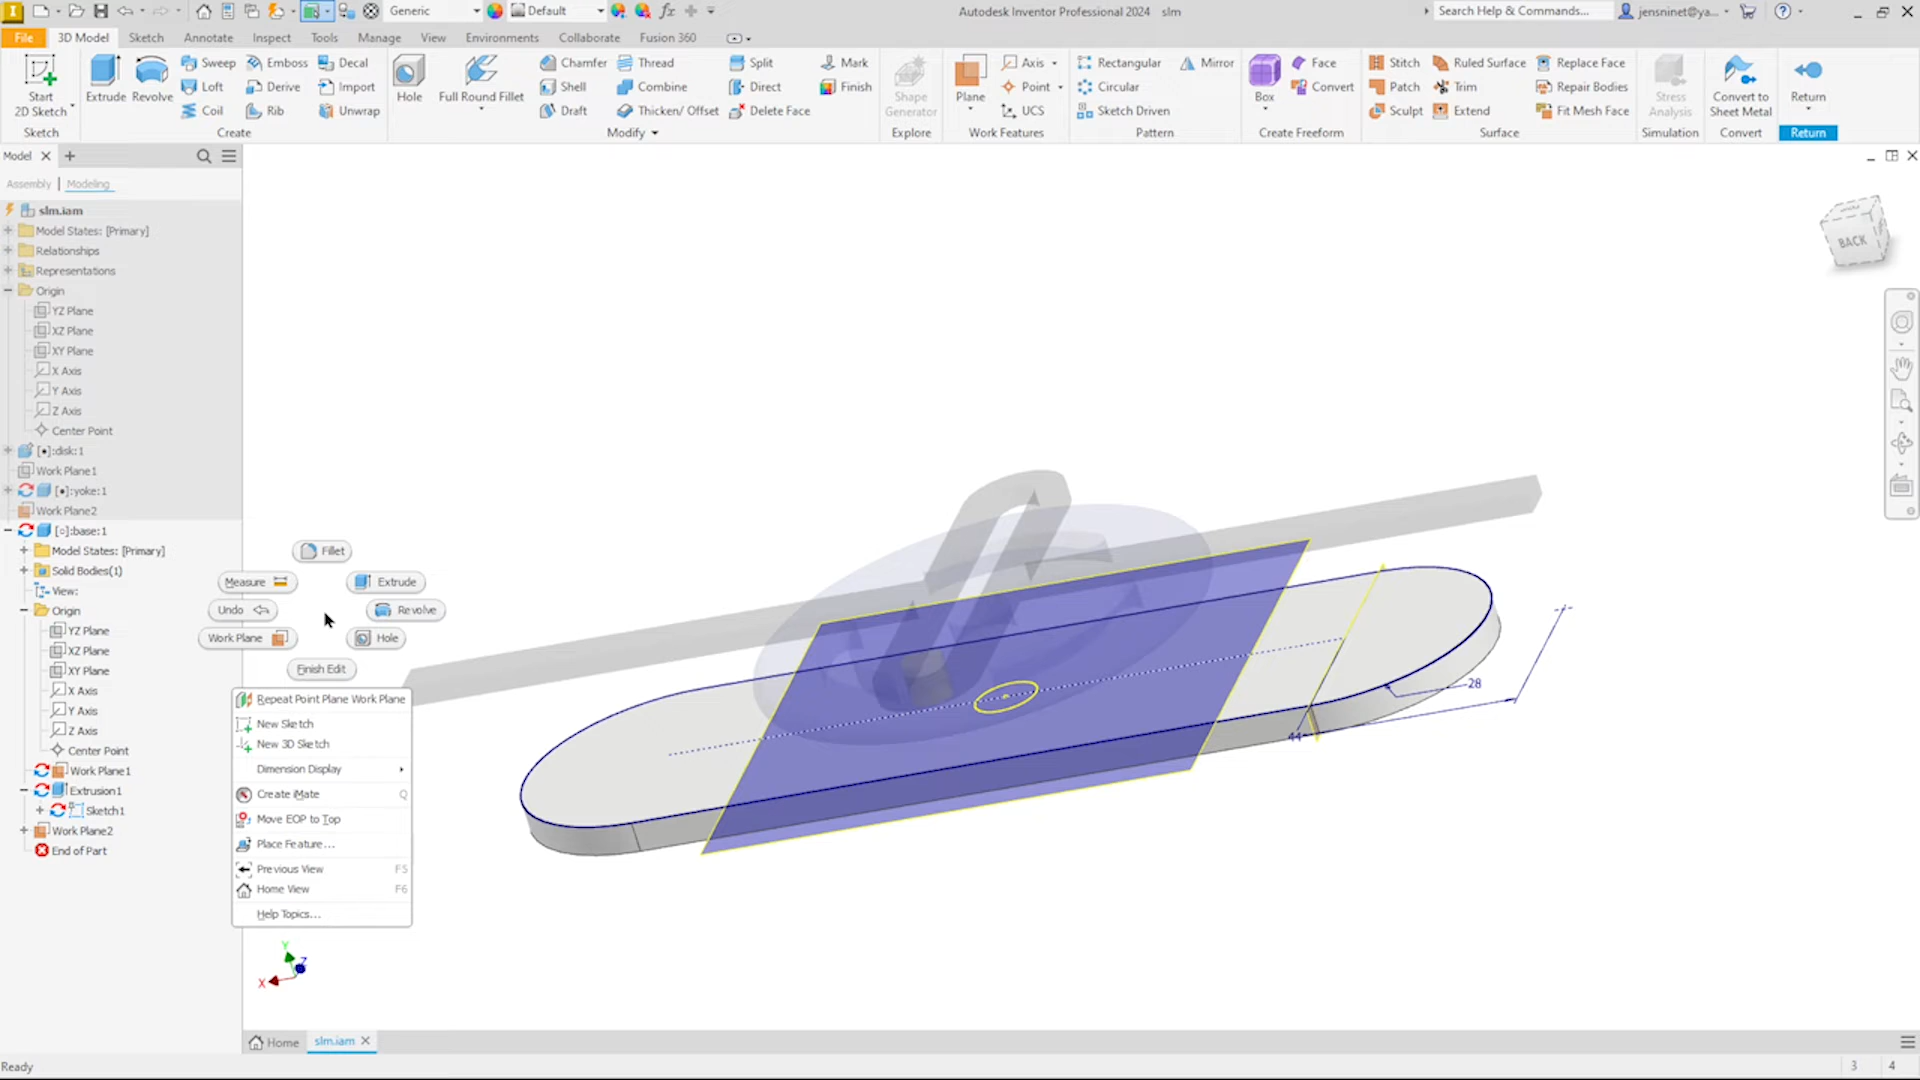 Generic
Default
fx
Autodesk Inventor Professional 2024 slm
Search Help & Commands...
jensninet@ya...
File 3D Model Sketch Annotate Inspect Tools Manage View Environments Collaborate Fusion 360
Start
2D Sketch
Extrude
Revolve
Sweep
Loft
Coil
Emboss
Derive
Rib
Decal
Import
Unwrap
Hole
Full Round Fillet
Chamfer
Shell
Draft
Thread
Combine
Thicken/ Offset
Split
Direct
Delete Face
Mark
Finish
Shape
Generator
Plane
Axis
Point
UCS
Rectangular
Circular
Sketch Driven
Mirror
Box
Face
Convert
Stitch
Patch
Sculpt
Ruled Surface
Trim
Extend
Replace Face
Repair Bodies
Fit Mesh Face
Stress
Analysis
Convert to
Sheet Metal
Return
Sketch Create Modify Explore Work Features Pattern Create Freeform Surface Simulation Convert Return
Model
Assembly Modeling
slm.iam
Model States: [Primary]
Relationships
Representations
Origin
YZ Plane
XZ Plane
XY Plane
X Axis
Y Axis
Z Axis
Center Point
[•]:disk:1
Work Plane1
[•]:yoke:1
Work Plane2
[○]:base:1
Model States: [Primary]
Solid Bodies(1)
View:
Origin
YZ Plane
XZ Plane
XY Plane
X Axis
Y Axis
Z Axis
Center Point
Work Plane1
Extrusion1
Sketch1
Work Plane2
End of Part
Fillet
Measure
Extrude
Undo
Revolve
Work Plane
Hole
Finish Edit
Repeat Point Plane Work Plane
New Sketch
New 3D Sketch
Dimension Display
Create iMate Q
Move EOP to Top
Place Feature...
Previous View F5
Home View F6
Help Topics...
BACK
28
44
Y
Z
X
Home
slm.iam
Ready
3 4